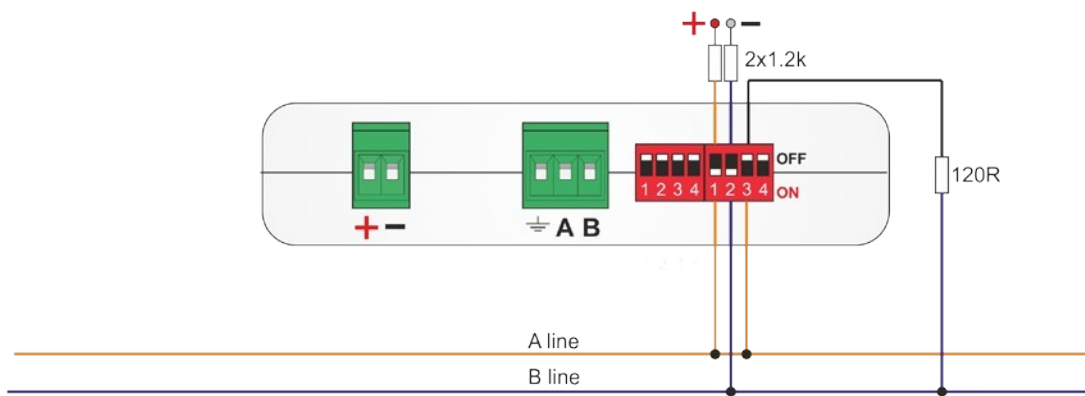 + −
2x1.2k
OFF
1 2 3 4 1 2 3 4
ON
120R
+ −
A B
A line
B line